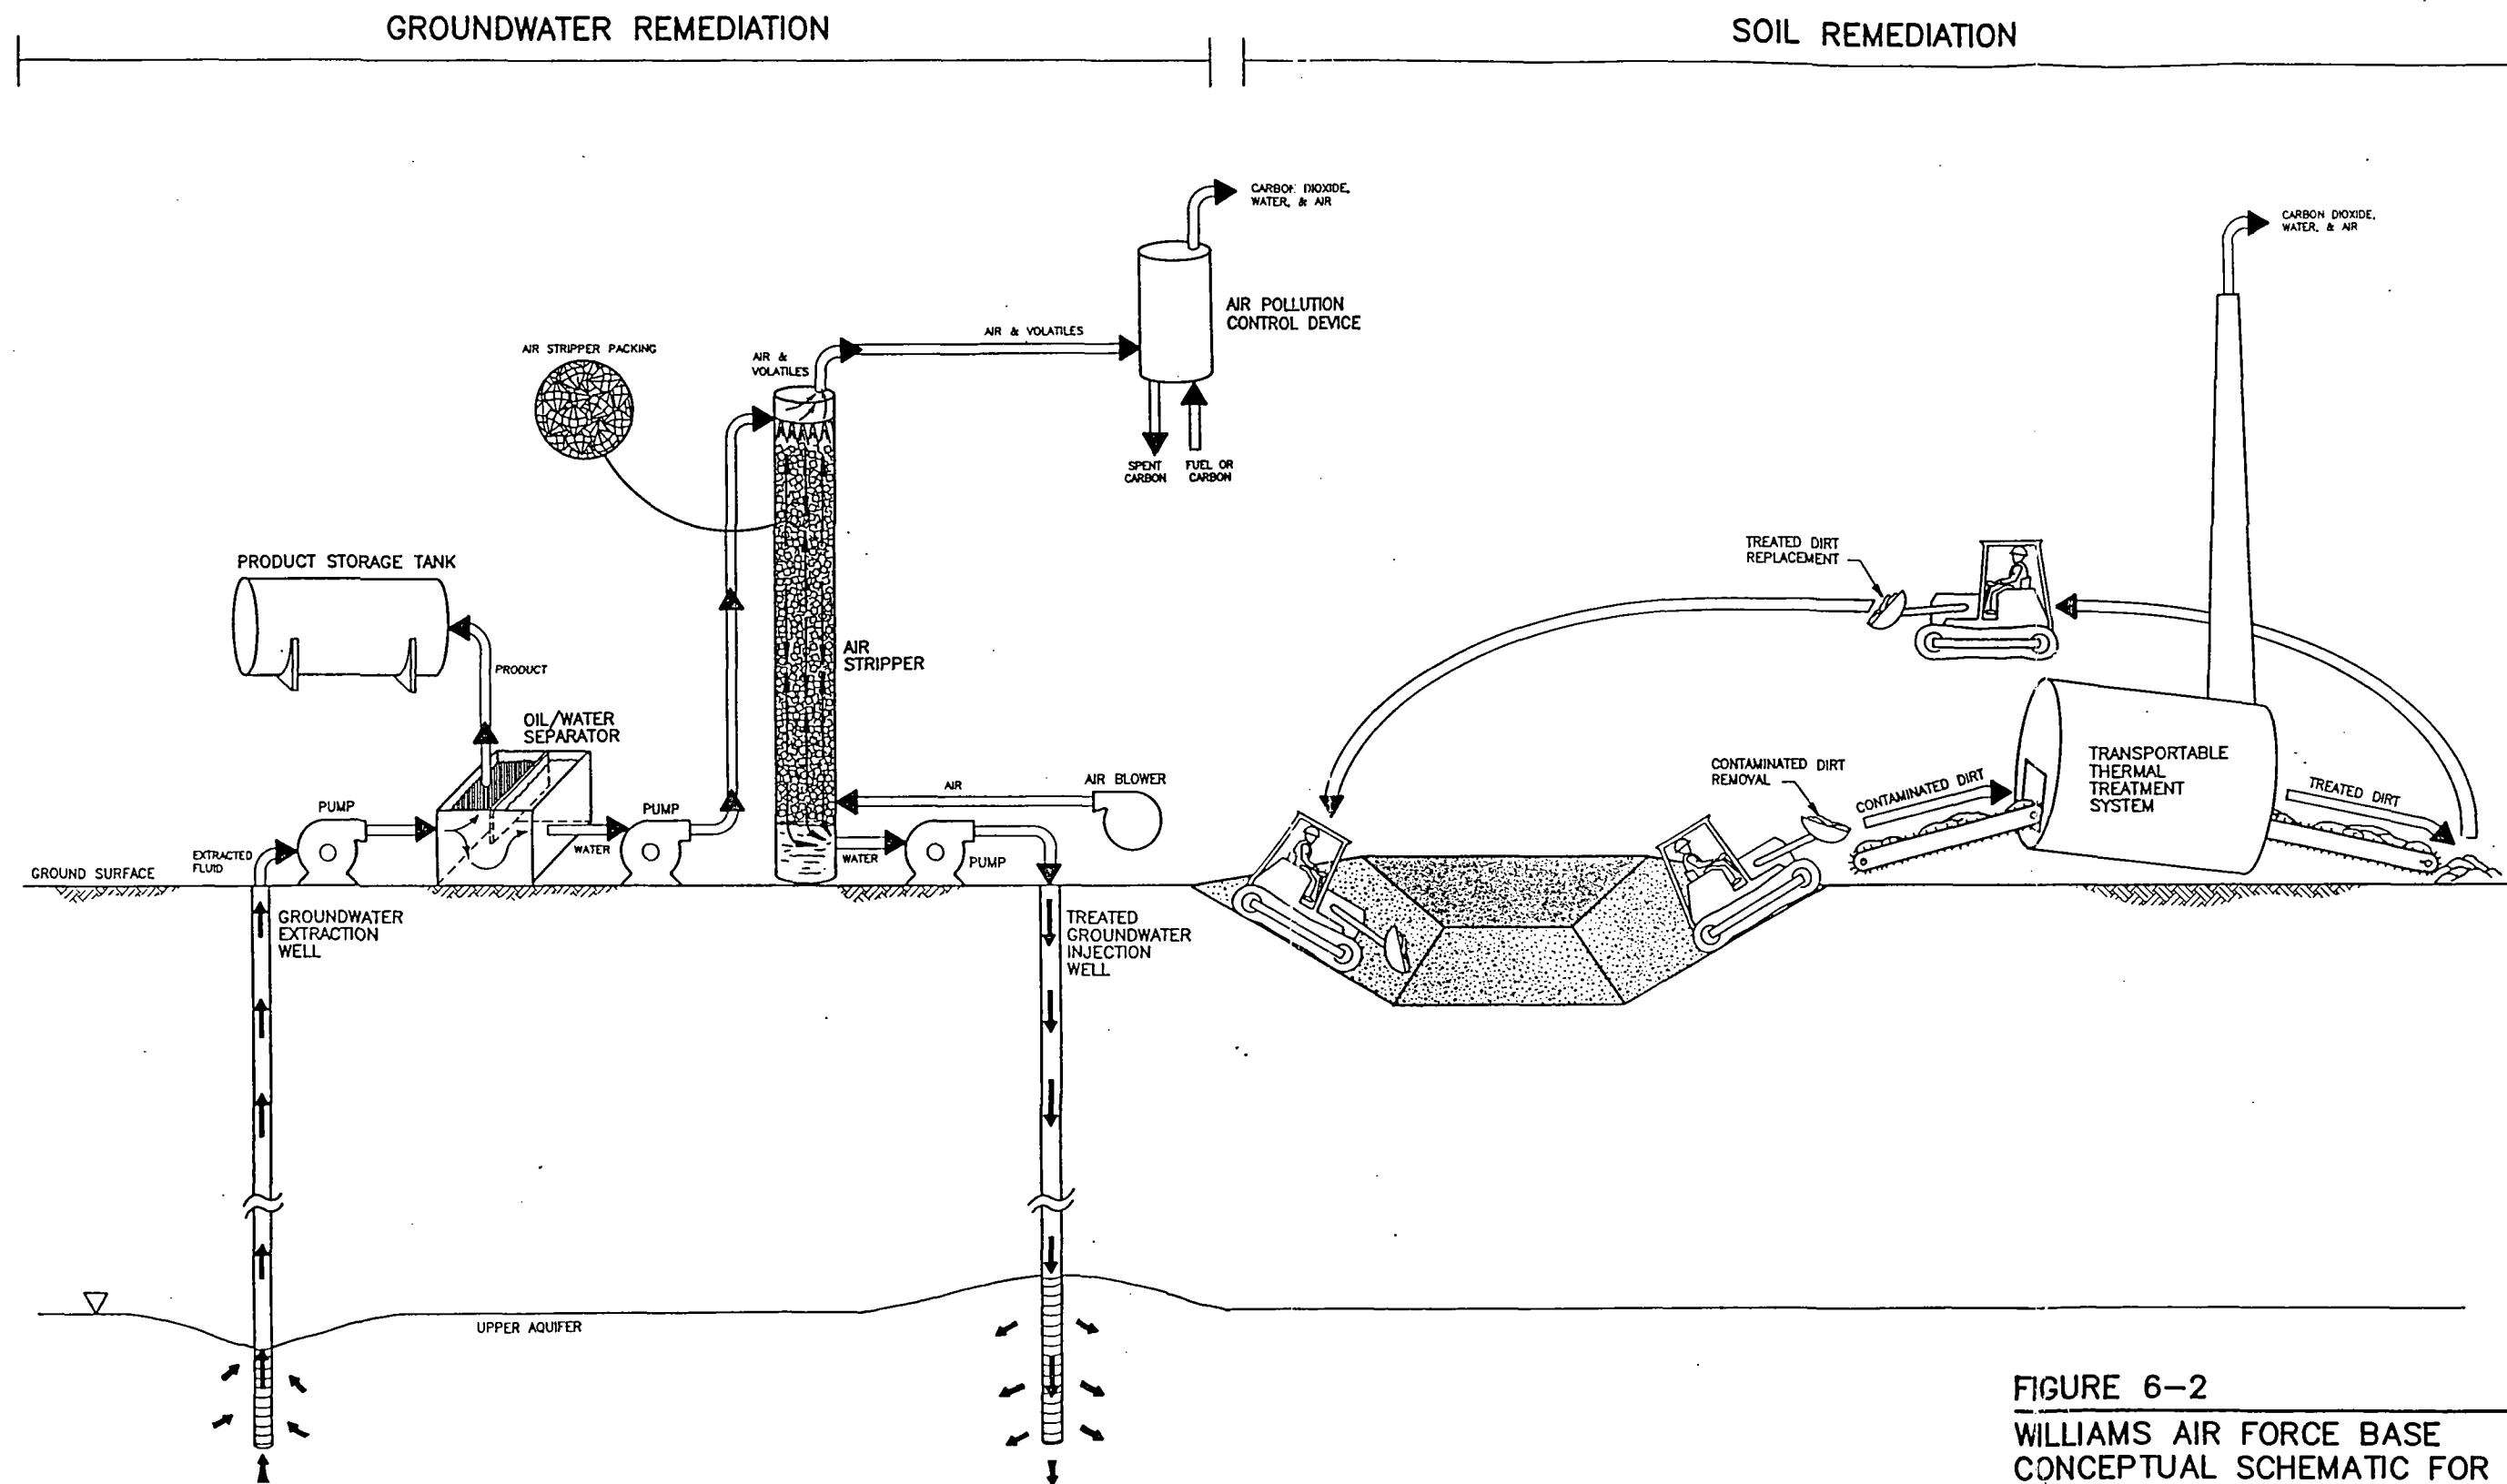 GROUNDWATER REMEDIATION
SOIL REMEDIATION
CARBON DIOXIDE,
WATER, & AIR
CARBON DIOXIDE,
WATER, & AIR
AIR POLLUTION
CONTROL DEVICE
AIR & VOLATILES
AIR STRIPPER PACKING
AIR &
VOLATILES
SPENT
CARBON
FUEL OR
CARBON
TREATED DIRT
REPLACEMENT
PRODUCT STORAGE TANK
PRODUCT
AIR
STRIPPER
OIL/WATER
SEPARATOR
PUMP
PUMP
AIR
AIR BLOWER
CONTAMINATED DIRT
REMOVAL
CONTAMINATED DIRT
TRANSPORTABLE
THERMAL
TREATMENT
SYSTEM
TREATED DIRT
EXTRACTED
FLUID
WATER
WATER
PUMP
GROUND SURFACE
GROUNDWATER
EXTRACTION
WELL
TREATED
GROUNDWATER
INJECTION
WELL
UPPER AQUIFER
FIGURE 6-2
WILLIAMS AIR FORCE BASE
CONCEPTUAL SCHEMATIC FOR